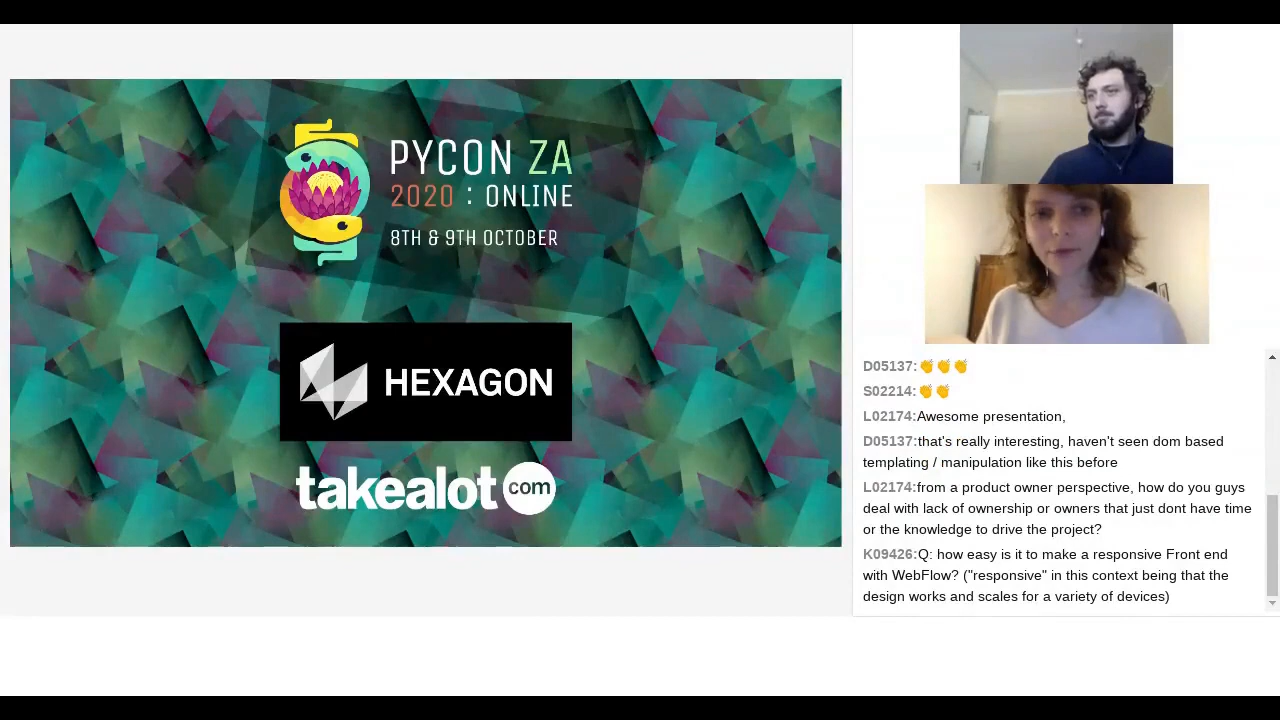 PYCON ZA
2020 : ONLINE
8TH & 9TH OCTOBER
HEXAGON
takealot com
D05137:👏👏👏
S02214:👏👏
L02174:Awesome presentation,
D05137:that's really interesting, haven't seen dom based
templating / manipulation like this before
L02174:from a product owner perspective, how do you guys
deal with lack of ownership or owners that just dont have time
or the knowledge to drive the project?
K09426:Q: how easy is it to make a responsive Front end
with WebFlow? ("responsive" in this context being that the
design works and scales for a variety of devices)